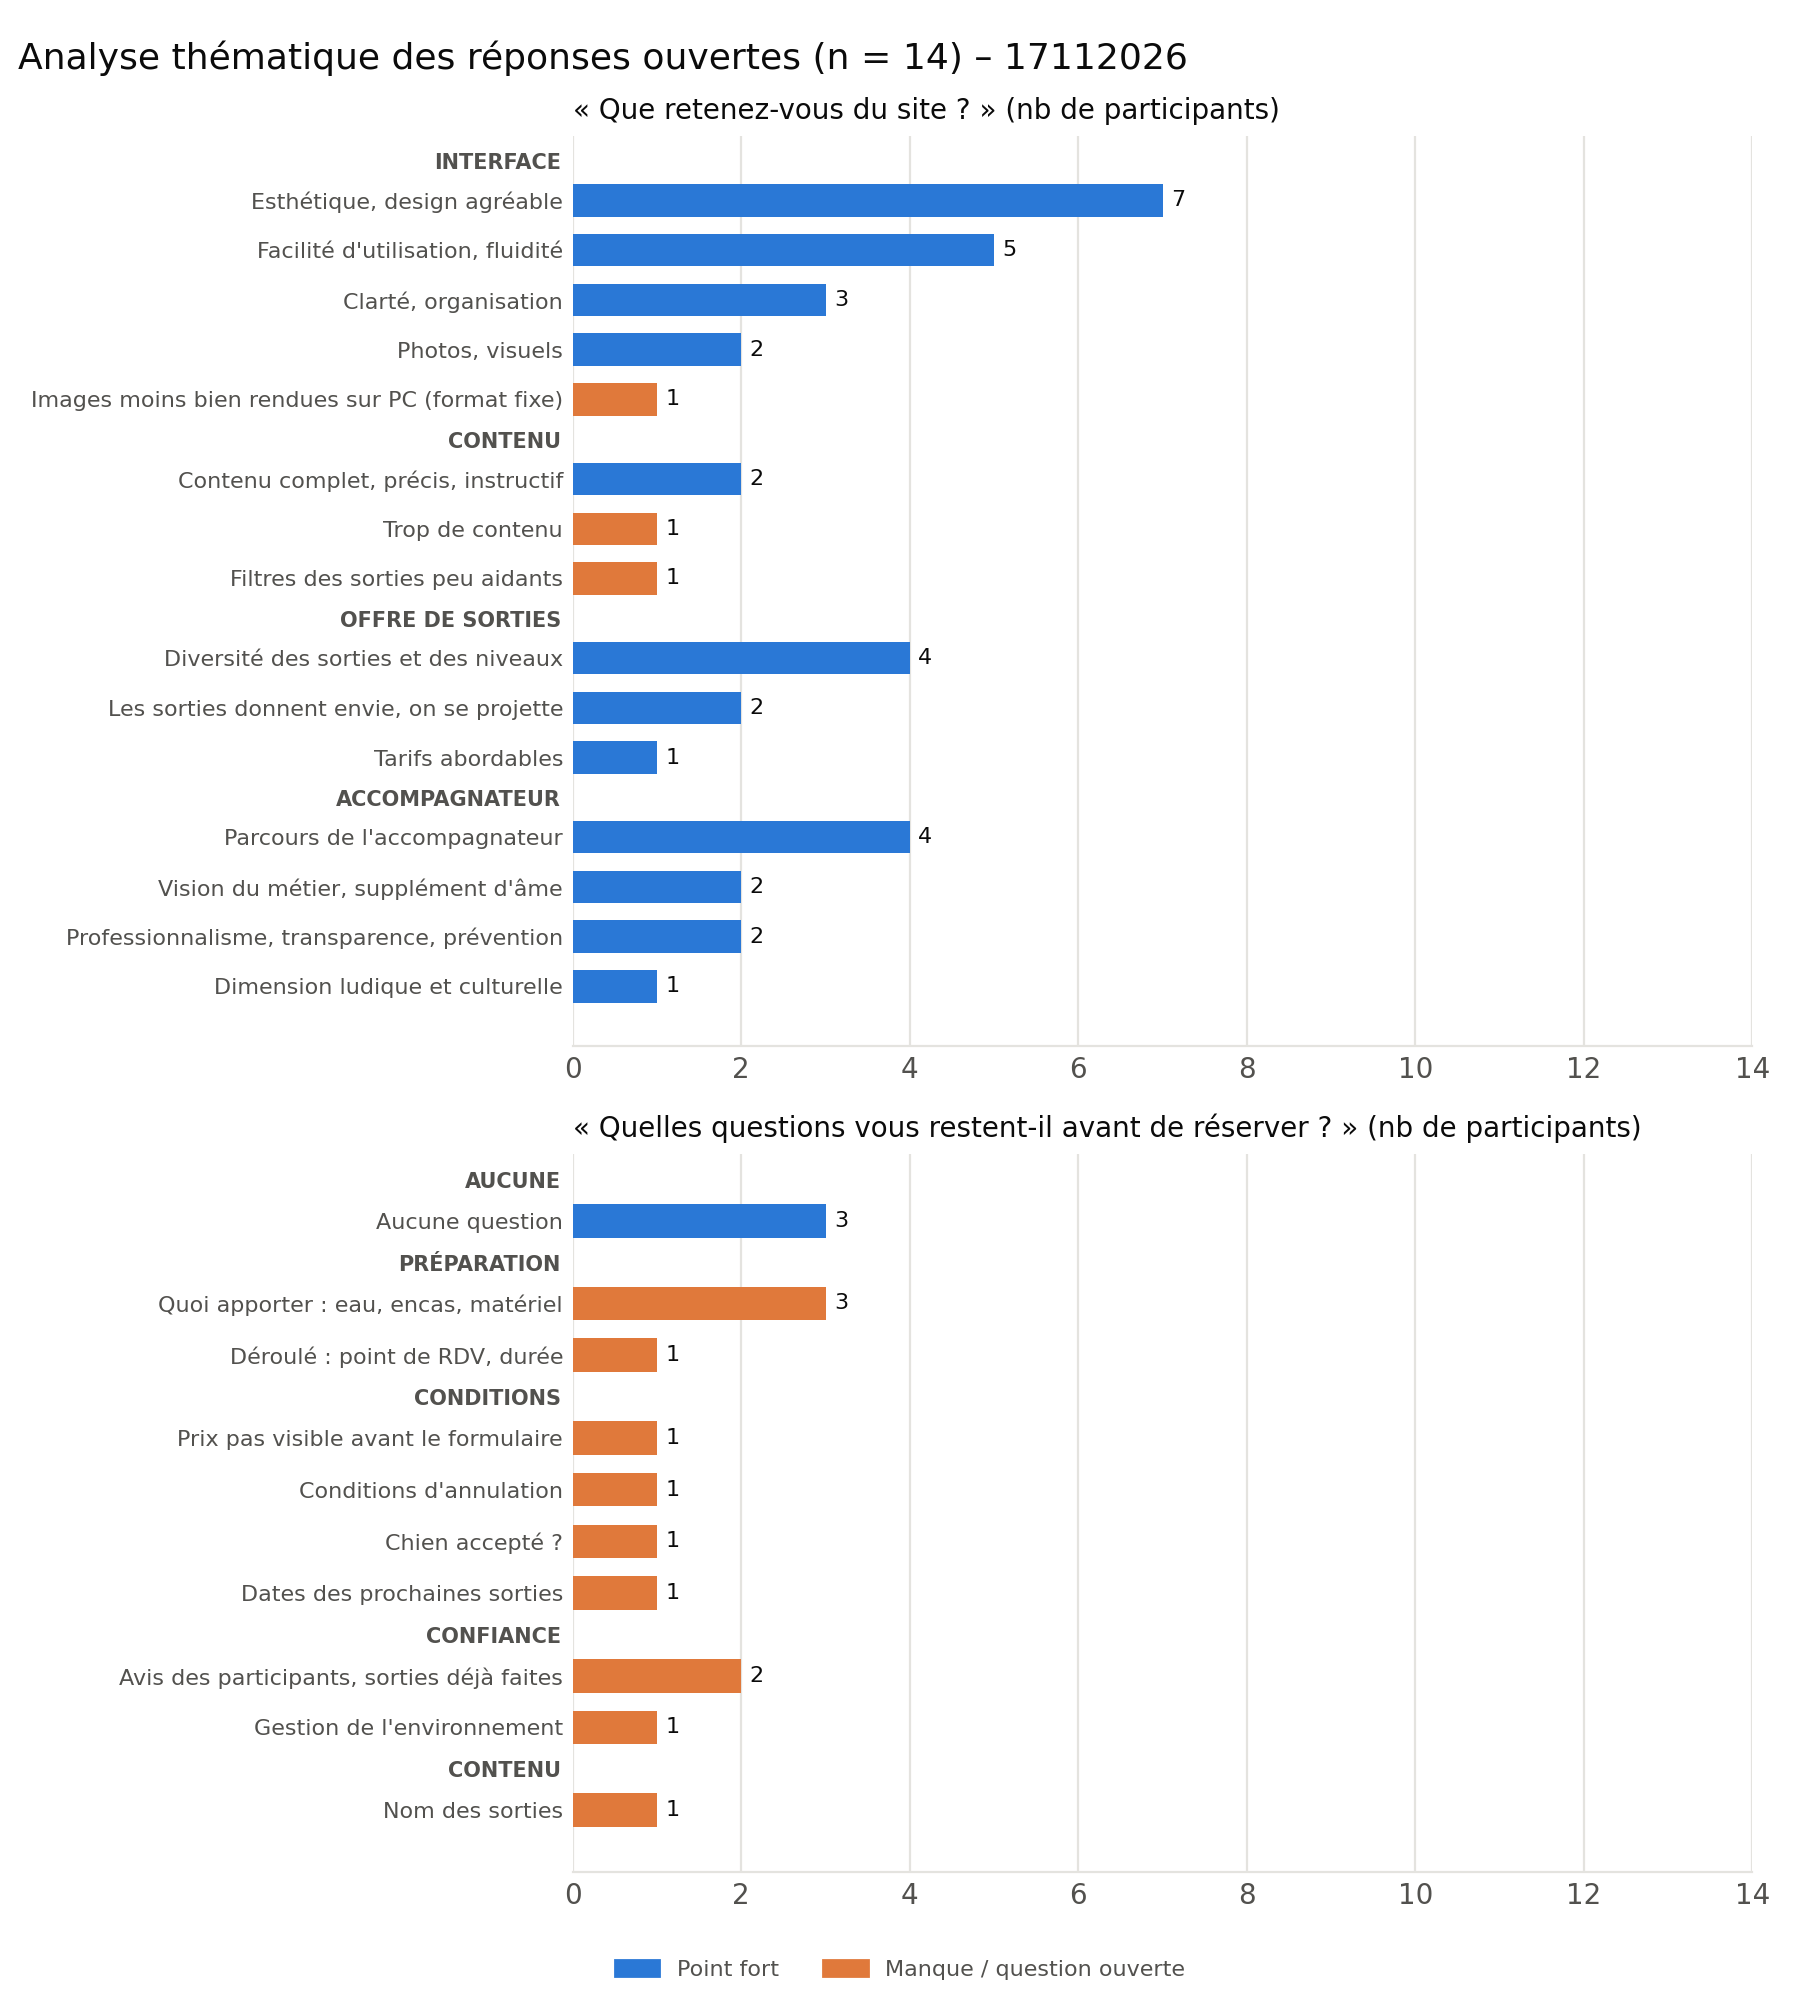 Analyse thématique des réponses ouvertes (n = 14) – 17112026
« Que retenez-vous du site ? » (nb de participants)
INTERFACE
Esthétique, design agréable 7
Facilité d'utilisation, fluidité 5
Clarté, organisation 3
Photos, visuels 2
Images moins bien rendues sur PC (format fixe) 1
CONTENU
Contenu complet, précis, instructif 2
Trop de contenu 1
Filtres des sorties peu aidants 1
OFFRE DE SORTIES
Diversité des sorties et des niveaux 4
Les sorties donnent envie, on se projette 2
Tarifs abordables 1
ACCOMPAGNATEUR
Parcours de l'accompagnateur 4
Vision du métier, supplément d'âme 2
Professionnalisme, transparence, prévention 2
Dimension ludique et culturelle 1
0 2 4 6 8 10 12 14
« Quelles questions vous restent-il avant de réserver ? » (nb de participants)
AUCUNE
Aucune question 3
PRÉPARATION
Quoi apporter : eau, encas, matériel 3
Déroulé : point de RDV, durée 1
CONDITIONS
Prix pas visible avant le formulaire 1
Conditions d'annulation 1
Chien accepté ? 1
Dates des prochaines sorties 1
CONFIANCE
Avis des participants, sorties déjà faites 2
Gestion de l'environnement 1
CONTENU
Nom des sorties 1
0 2 4 6 8 10 12 14
Point fort Manque / question ouverte